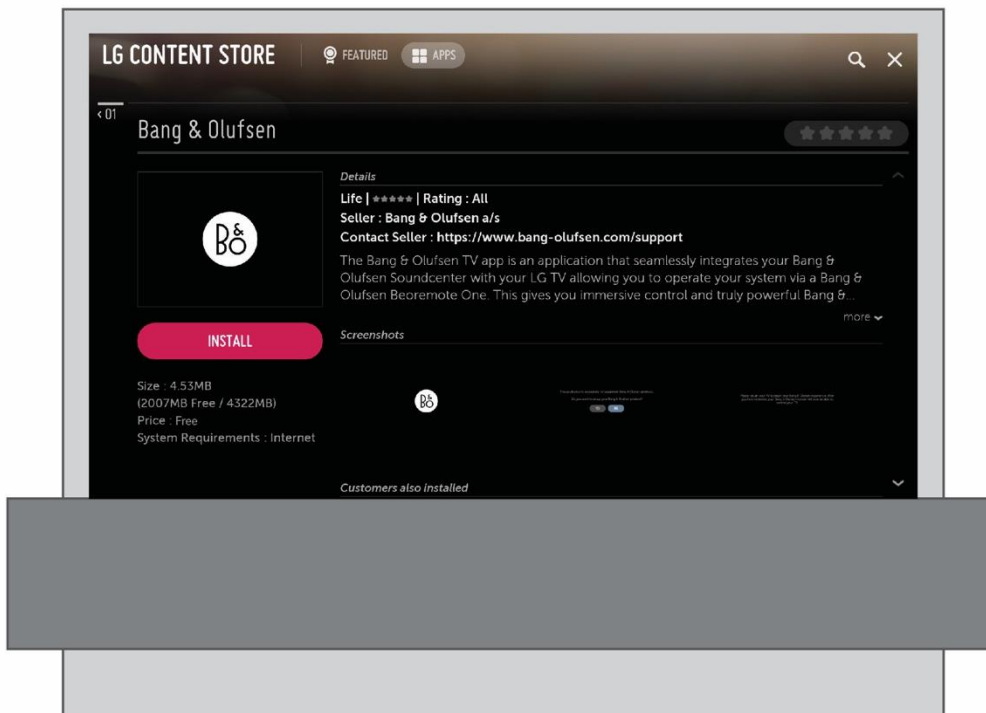 LG CONTENT STORE
FEATURED
APPS
<01
Bang & Olufsen
Details
Life | ★★★★★ | Rating : All
Seller : Bang & Olufsen a/s
Contact Seller : https://www.bang-olufsen.com/support
The Bang & Olufsen TV app is an application that seamlessly integrates your Bang &
Olufsen Soundcenter with your LG TV allowing you to operate your system via a Bang &
Olufsen Beoremote One. This gives you immersive control and truly powerful Bang &...
more
B&O
INSTALL
Size : 4.53MB
(2007MB Free / 4322MB)
Price : Free
System Requirements : Internet
Screenshots
B&O
Customers also installed